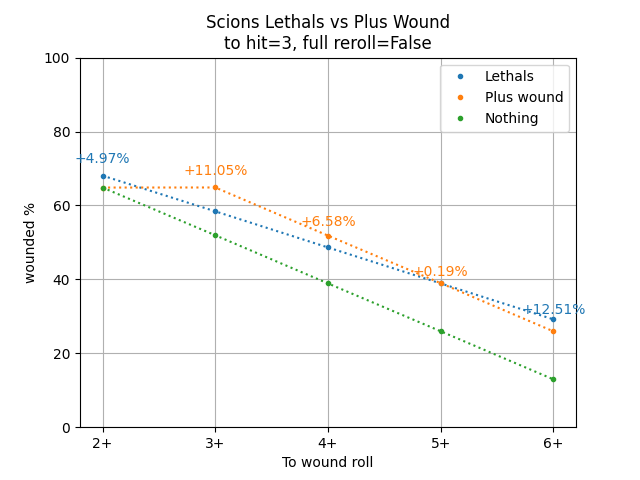 Scions Lethals vs Plus Wound
to hit=3, full reroll=False
100
80
60
40
20
0
wounded %
Lethals
Plus wound
Nothing
+4.97%
+11.05%
+6.58%
+0.19%
+12.51%
2+
3+
4+
5+
6+
To wound roll